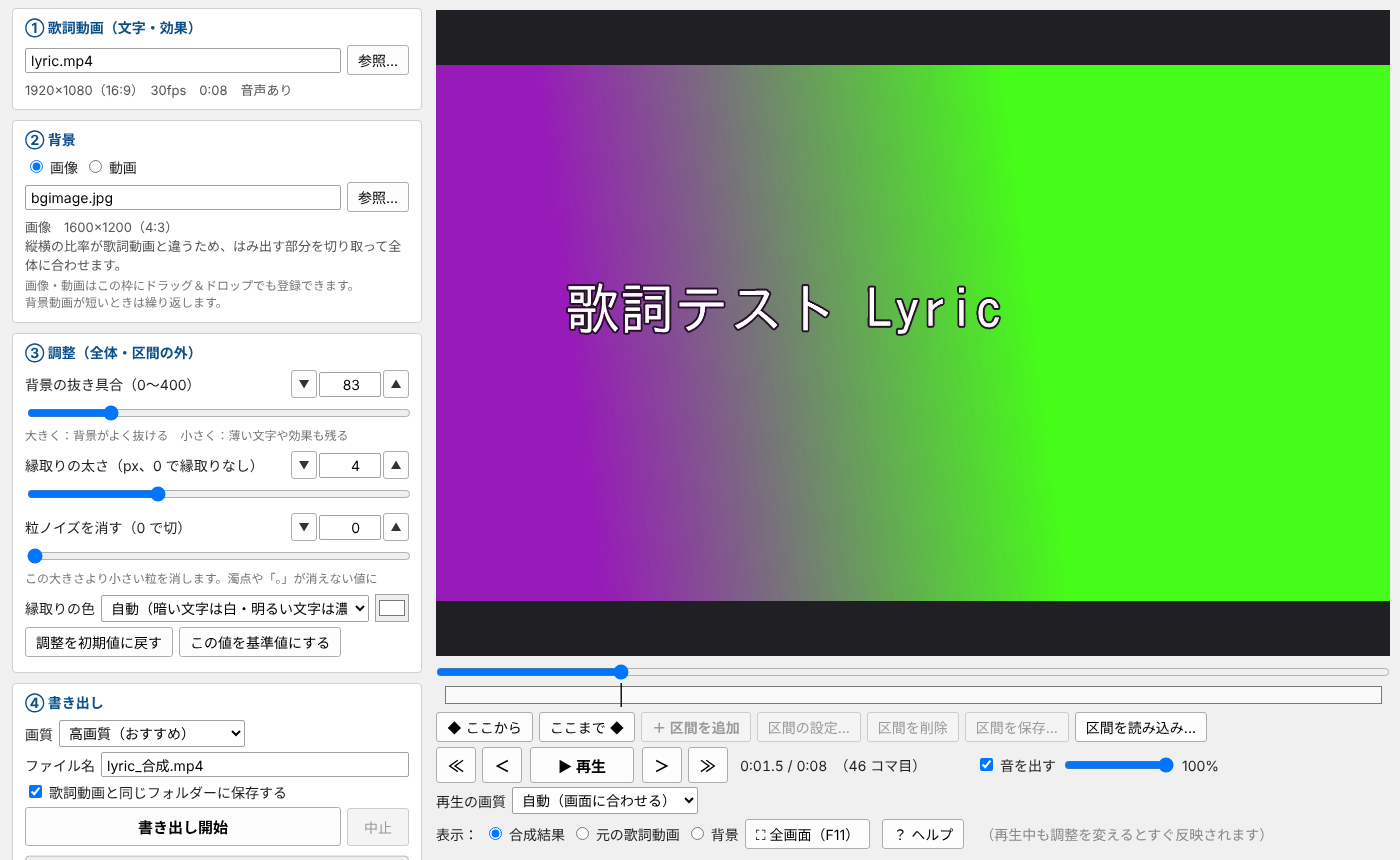 ① 歌詞動画（文字・効果）
lyric.mp4
参照...
1920×1080（16:9） 30fps 0:08 音声あり
② 背景
画像 動画
bgimage.jpg
参照...
画像 1600×1200（4:3）
縦横の比率が歌詞動画と違うため、はみ出す部分を切り取って全
体に合わせます。
画像・動画はこの枠にドラッグ＆ドロップでも登録できます。
背景動画が短いときは繰り返します。
③ 調整（全体・区間の外）
背景の抜き具合（0～400）
▼ 83 ▲
大きく：背景がよく抜ける 小さく：薄い文字や効果も残る
縁取りの太さ（px、0 で縁取りなし）
▼ 4 ▲
粒ノイズを消す（0 で切）
▼ 0 ▲
この大きさより小さい粒を消します。濁点や「。」が消えない値に
縁取りの色 自動（暗い文字は白・明るい文字は濃
調整を初期値に戻す この値を基準値にする
④ 書き出し
画質 高画質（おすすめ）
ファイル名 lyric_合成.mp4
歌詞動画と同じフォルダーに保存する
書き出し開始 中止
歌詞テスト Lyric
◆ ここから ここまで ◆ ＋ 区間を追加 区間の設定... 区間を削除 区間を保存... 区間を読み込み...
≪ ＜ ▶ 再生 ＞ ≫ 0:01.5 / 0:08 （46 コマ目） 音を出す 100%
再生の画質 自動（画面に合わせる）
表示： 合成結果 元の歌詞動画 背景 ⛶ 全画面（F11） ？ ヘルプ （再生中も調整を変えるとすぐ反映されます）